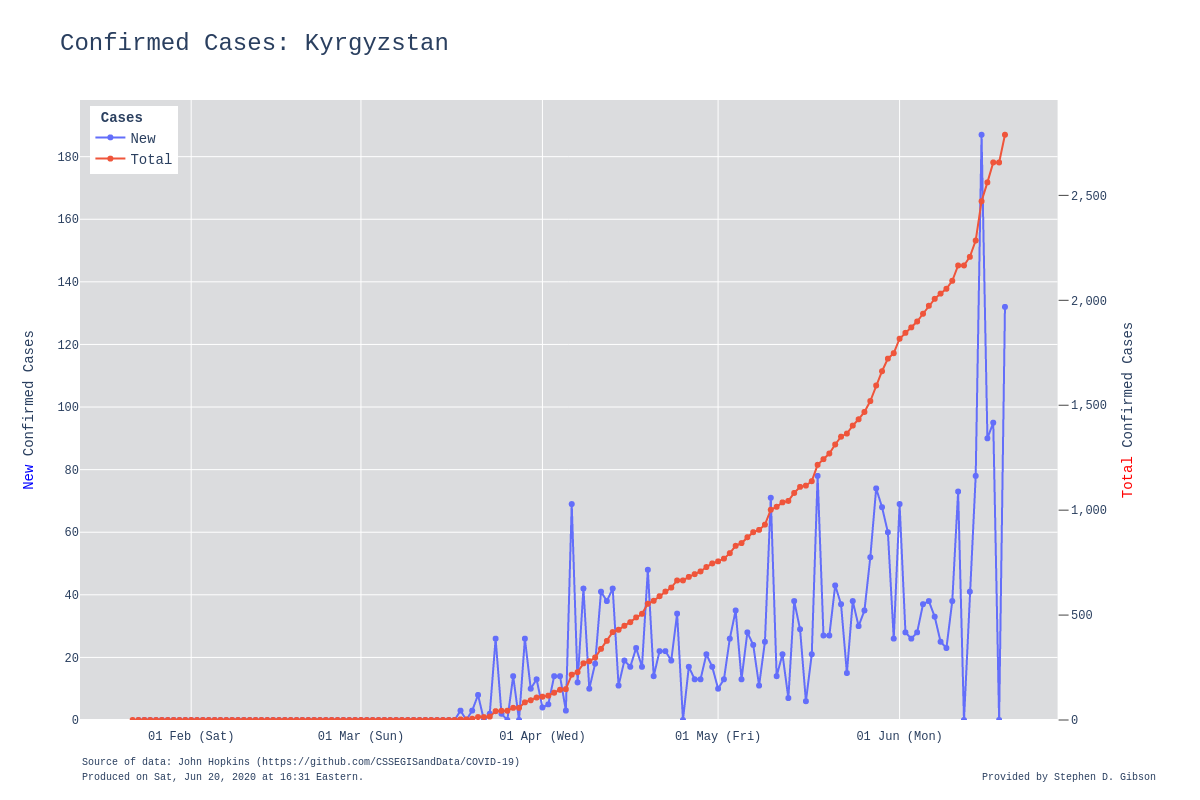 Confirmed Cases: Kyrgyzstan
Cases
New
Total
180
160
140
120
100
80
60
40
20
0
2,500
2,000
1,500
1,000
500
0
New Confirmed Cases
Total Confirmed Cases
01 Feb (Sat)
01 Mar (Sun)
01 Apr (Wed)
01 May (Fri)
01 Jun (Mon)
Source of data: John Hopkins (https://github.com/CSSEGISandData/COVID-19)
Produced on Sat, Jun 20, 2020 at 16:31 Eastern.
Provided by Stephen D. Gibson